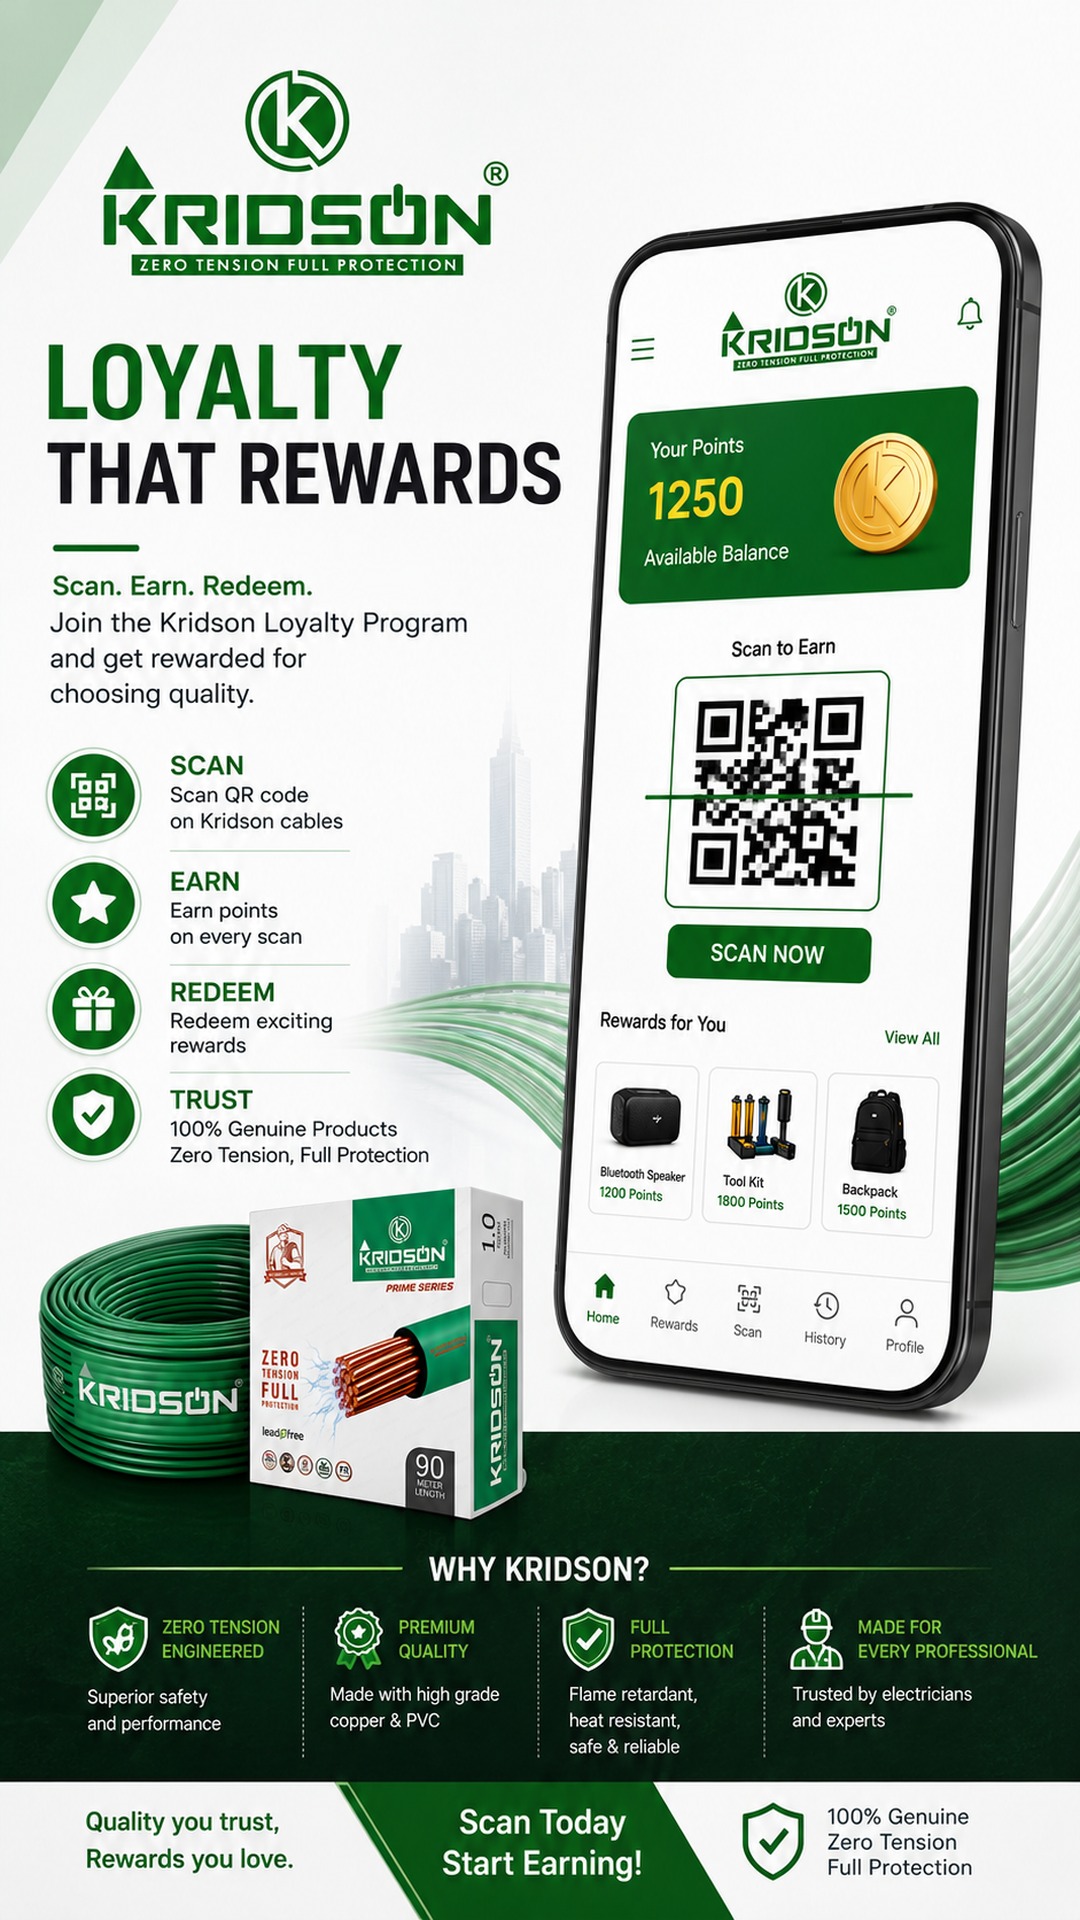 K
KRIDSON®
ZERO TENSION FULL PROTECTION
LOYALTY
THAT REWARDS
Scan. Earn. Redeem.
Join the Kridson Loyalty Program
and get rewarded for
choosing quality.
SCAN
Scan QR code
on Kridson cables
EARN
Earn points
on every scan
REDEEM
Redeem exciting
rewards
TRUST
100% Genuine Products
Zero Tension, Full Protection
K
KRIDSON®
ZERO TENSION FULL PROTECTION
Your Points
1250
Available Balance
K
Scan to Earn
SCAN NOW
Rewards for You
View All
Bluetooth Speaker
1200 Points
Tool Kit
1800 Points
Backpack
1500 Points
Home
Rewards
Scan
History
Profile
KRIDSON
K
KRIDSON
PRIME SERIES
ZERO
TENSION
FULL
PROTECTION
leadfree
FR
90
METER
LENGTH
1.0
KRIDSON
WHY KRIDSON?
ZERO TENSION
ENGINEERED
Superior safety
and performance
PREMIUM
QUALITY
Made with high grade
copper & PVC
FULL
PROTECTION
Flame retardant,
heat resistant,
safe & reliable
MADE FOR
EVERY PROFESSIONAL
Trusted by electricians
and experts
Quality you trust,
Rewards you love.
Scan Today
Start Earning!
100% Genuine
Zero Tension
Full Protection